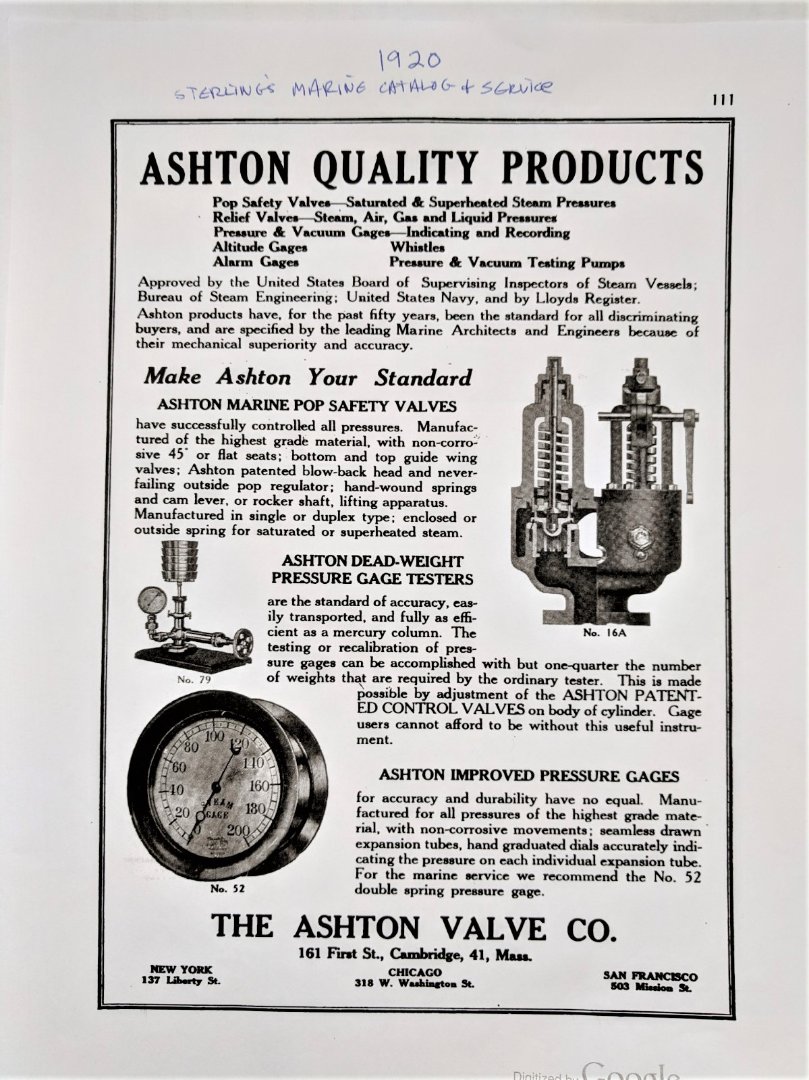 1920
STERLING'S MARINE CATALOG & SERVICE
111
ASHTON QUALITY PRODUCTS
Pop Safety Valves—Saturated & Superheated Steam Pressures
Relief Valves—Steam, Air, Gas and Liquid Pressures
Pressure & Vacuum Gages—Indicating and Recording
Altitude Gages Whistles
Alarm Gages Pressure & Vacuum Testing Pumps
Approved by the United States Board of Supervising Inspectors of Steam Vessels;
Bureau of Steam Engineering; United States Navy, and by Lloyds Register.
Ashton products have, for the past fifty years, been the standard for all discriminating
buyers, and are specified by the leading Marine Architects and Engineers because of
their mechanical superiority and accuracy.
Make Ashton Your Standard
ASHTON MARINE POP SAFETY VALVES
have successfully controlled all pressures. Manufac-
tured of the highest grade material, with non-corro-
sive 45° or flat seats; bottom and top guide wing
valves; Ashton patented blow-back head and never-
failing outside pop regulator; hand-wound springs
and cam lever, or rocker shaft, lifting apparatus.
Manufactured in single or duplex type; enclosed or
outside spring for saturated or superheated steam.
No. 16A
ASHTON DEAD-WEIGHT
PRESSURE GAGE TESTERS
are the standard of accuracy, eas-
ily transported, and fully as effi-
cient as a mercury column. The
testing or recalibration of pres-
sure gages can be accomplished with but one-quarter the number
of weights that are required by the ordinary tester. This is made
possible by adjustment of the ASHTON PATENT-
ED CONTROL VALVES on body of cylinder. Gage
users cannot afford to be without this useful instru-
ment.
No. 79
0 20 40 60 80 100 120 140 160 180 200
STEAM
GAGE
No. 52
ASHTON IMPROVED PRESSURE GAGES
for accuracy and durability have no equal. Manu-
factured for all pressures of the highest grade mate-
rial, with non-corrosive movements; seamless drawn
expansion tubes, hand graduated dials accurately indi-
cating the pressure on each individual expansion tube.
For the marine service we recommend the No. 52
double spring pressure gage.
THE ASHTON VALVE CO.
161 First St., Cambridge, 41, Mass.
NEW YORK
137 Liberty St.
CHICAGO
318 W. Washington St.
SAN FRANCISCO
503 Mission St.
Digitized by Google